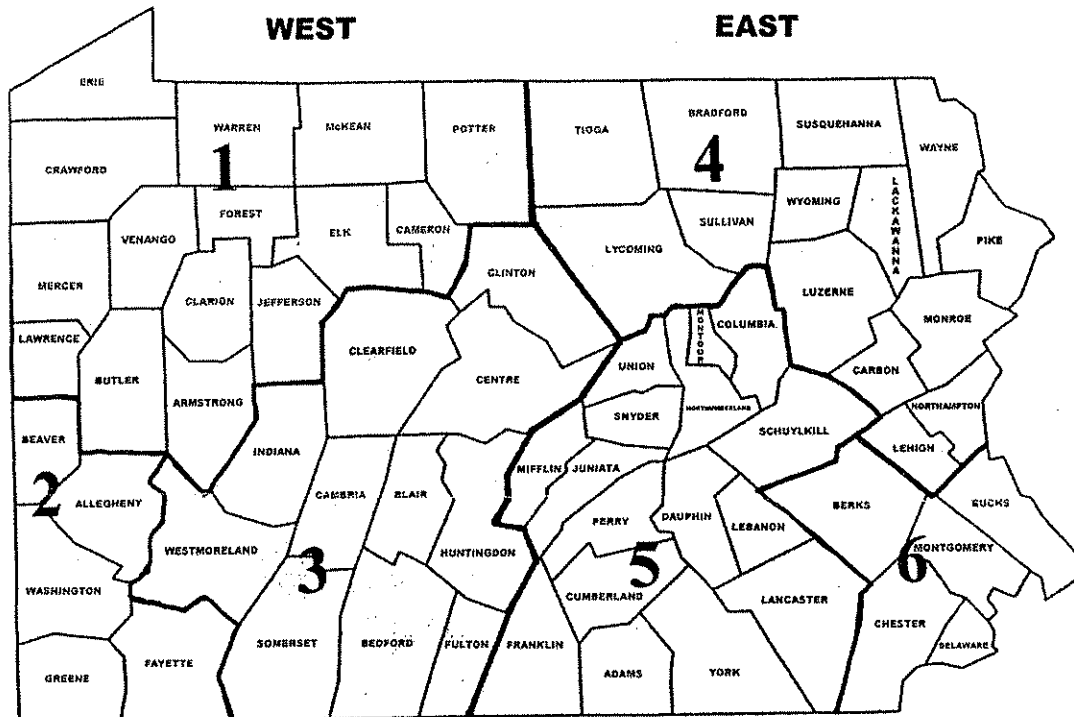 WEST
EAST
ERIE
WARREN
McKEAN
POTTER
TIOGA
BRADFORD
SUSQUEHANNA
WAYNE
CRAWFORD
1
4
LACKAWANNA
FOREST
WYOMING
VENANGO
ELK
CAMERON
SULLIVAN
LYCOMING
PIKE
MERCER
CLINTON
CLARION
JEFFERSON
LUZERNE
MONROE
LAWRENCE
CLEARFIELD
MONTOUR
COLUMBIA
BUTLER
CENTRE
UNION
CARBON
ARMSTRONG
NORTHUMBERLAND
NORTHAMPTON
SNYDER
BEAVER
INDIANA
SCHUYLKILL
LEHIGH
2
ALLEGHENY
CAMBRIA
BLAIR
MIFFLIN
JUNIATA
BUCKS
PERRY
DAUPHIN
LEBANON
BERKS
WESTMORELAND
HUNTINGDON
MONTGOMERY
3
5
6
WASHINGTON
CUMBERLAND
LANCASTER
CHESTER
SOMERSET
BEDFORD
FULTON
FRANKLIN
DELAWARE
FAYETTE
GREENE
ADAMS
YORK